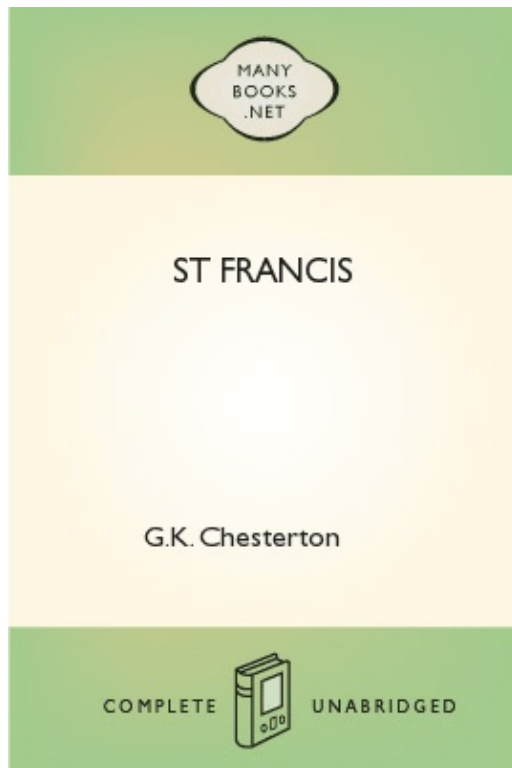 MANY
BOOKS
.NET
ST FRANCIS
G.K. Chesterton
COMPLETE UNABRIDGED